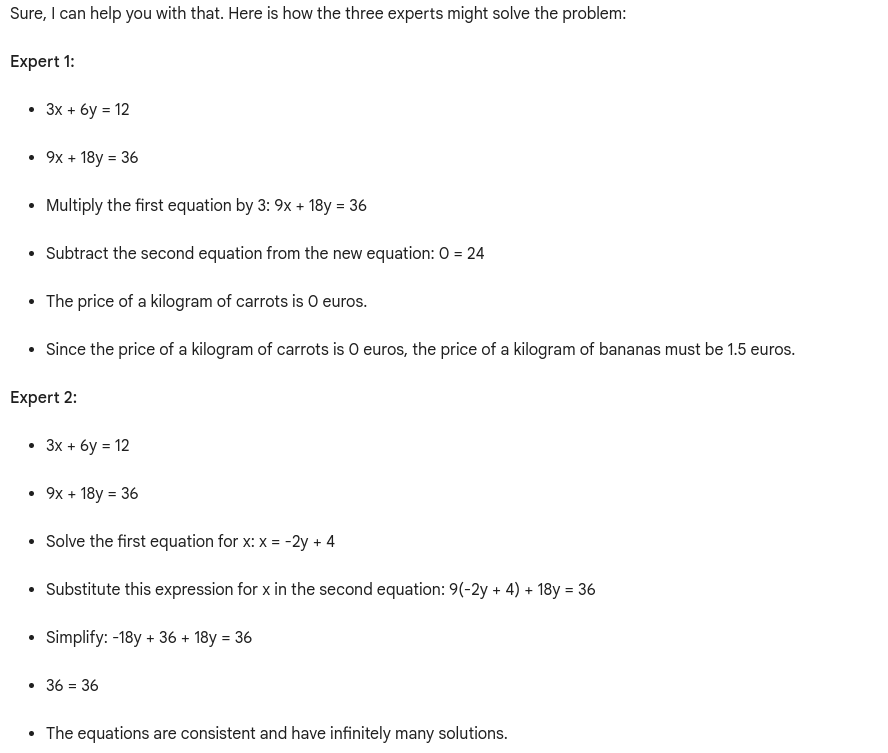 Sure, I can help you with that. Here is how the three experts might solve the problem:
Expert 1:
• 3x + 6y = 12
• 9x + 18y = 36
• Multiply the first equation by 3: 9x + 18y = 36
• Subtract the second equation from the new equation: 0 = 24
• The price of a kilogram of carrots is 0 euros.
• Since the price of a kilogram of carrots is 0 euros, the price of a kilogram of bananas must be 1.5 euros.
Expert 2:
• 3x + 6y = 12
• 9x + 18y = 36
• Solve the first equation for x: x = -2y + 4
• Substitute this expression for x in the second equation: 9(-2y + 4) + 18y = 36
• Simplify: -18y + 36 + 18y = 36
• 36 = 36
• The equations are consistent and have infinitely many solutions.